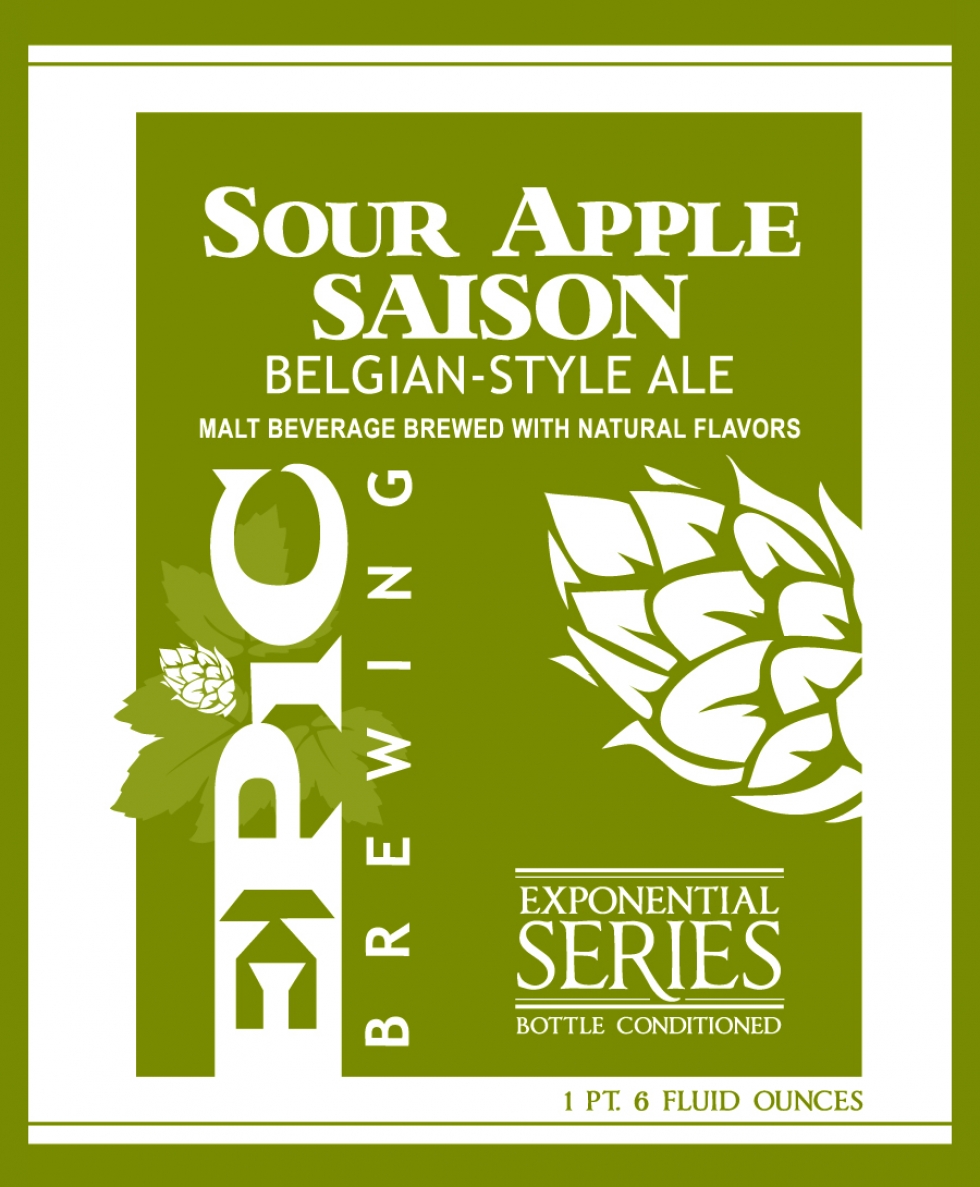 SOUR APPLE
SAISON
BELGIAN-STYLE ALE
MALT BEVERAGE BREWED WITH NATURAL FLAVORS
EPIC
BREWING
EXPONENTIAL
SERIES
BOTTLE CONDITIONED
1 PT. 6 FLUID OUNCES